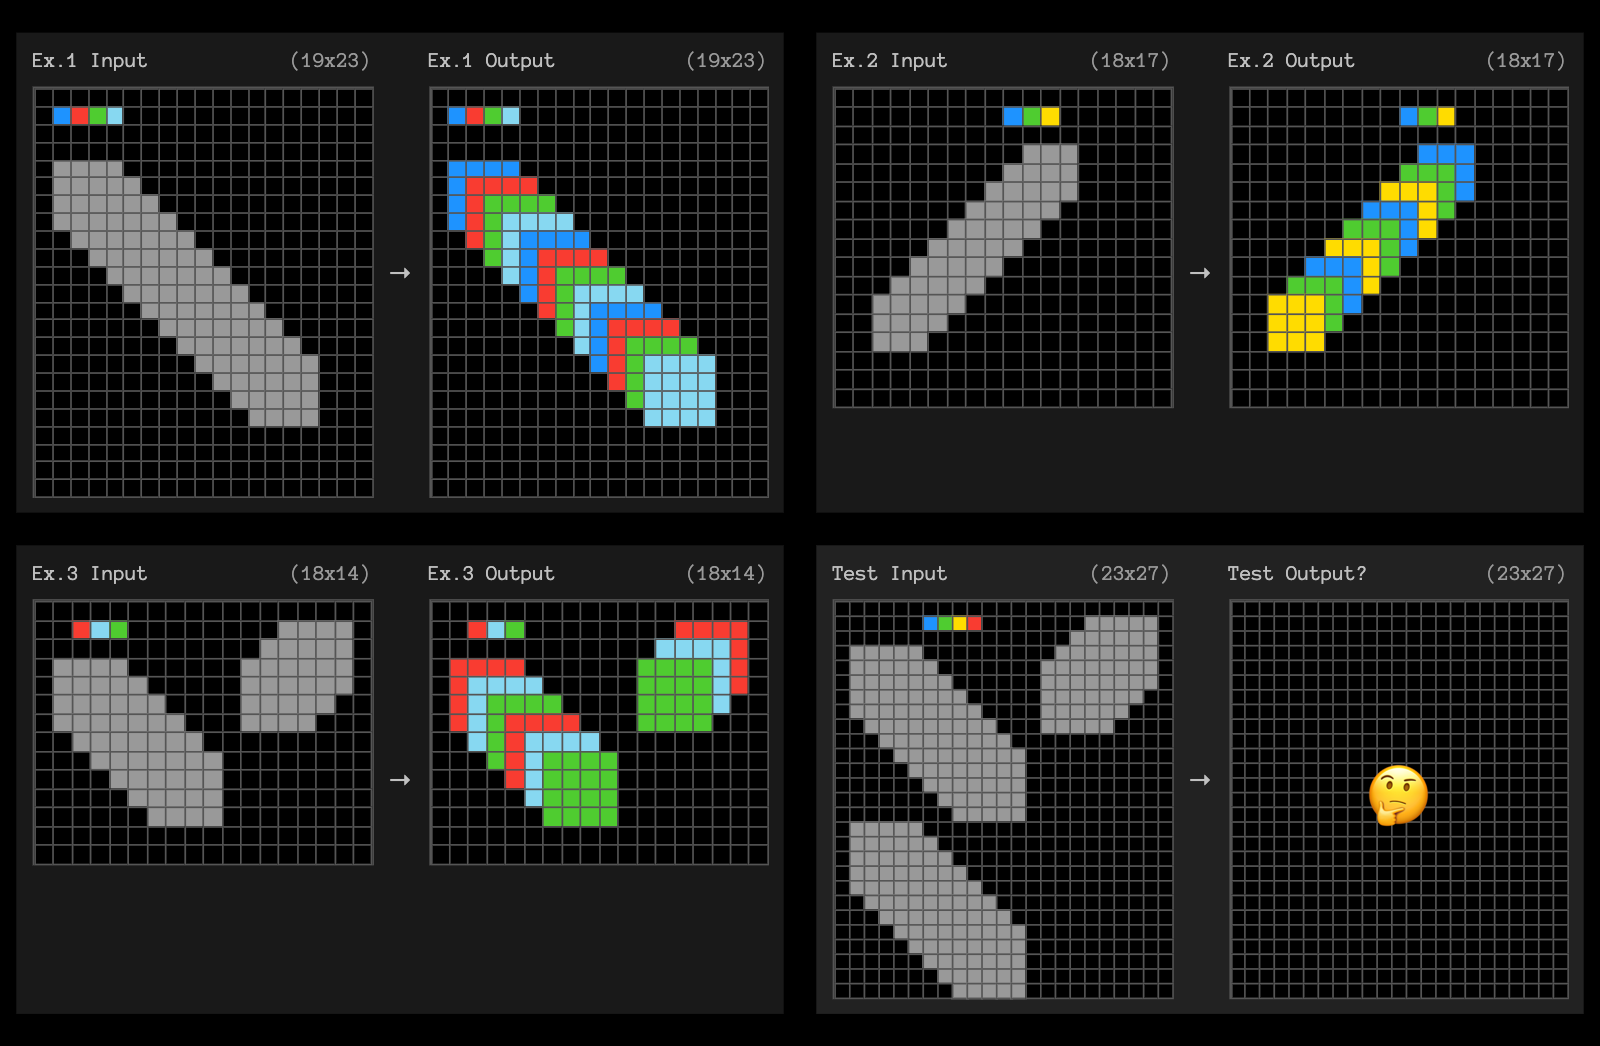 Ex.1 Input (19x23)
Ex.1 Output (19x23)
Ex.2 Input (18x17)
Ex.2 Output (18x17)
→
→
Ex.3 Input (18x14)
Ex.3 Output (18x14)
Test Input (23x27)
Test Output? (23x27)
→
→